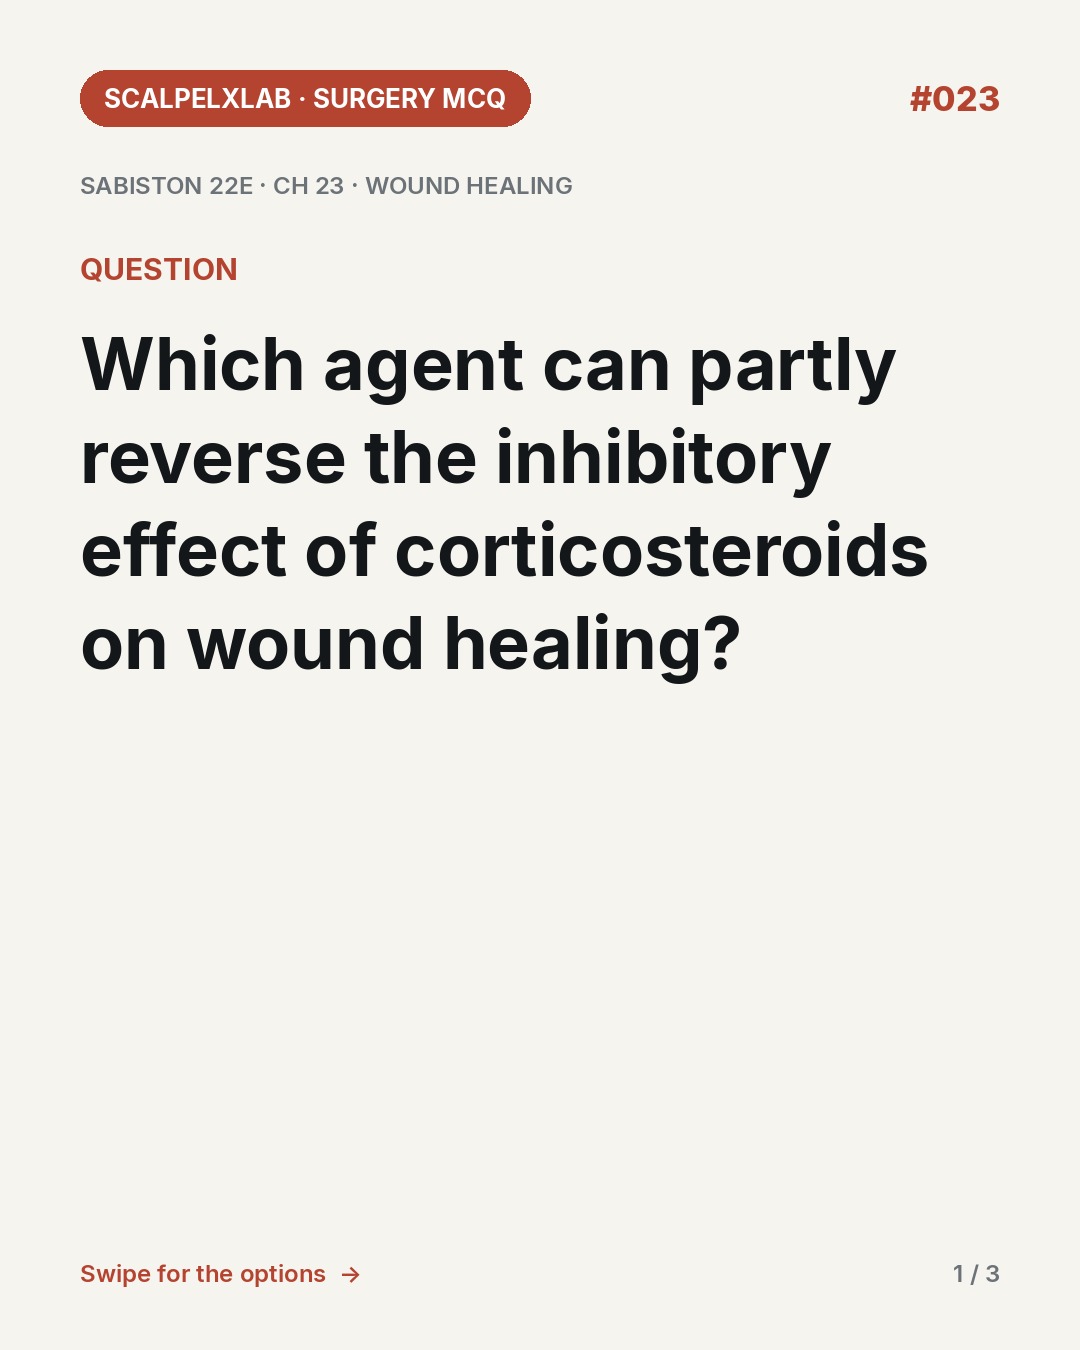 SCALPELXLAB · SURGERY MCQ
#023
SABISTON 22E · CH 23 · WOUND HEALING
QUESTION
Which agent can partly
reverse the inhibitory
effect of corticosteroids
on wound healing?
Swipe for the options →
1 / 3